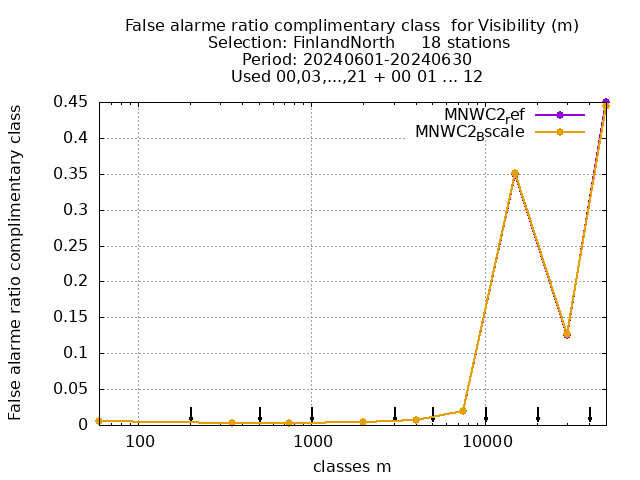 False alarme ratio complimentary class  for Visibility (m)
Selection: FinlandNorth     18 stations
Period: 20240601-20240630
Used 00,03,...,21 + 00 01 ... 12
False alarme ratio complimentary class
0.45
0.4
0.35
0.3
0.25
0.2
0.15
0.1
0.05
0
MNWC2ref
MNWC2Bscale
100
1000
10000
classes m